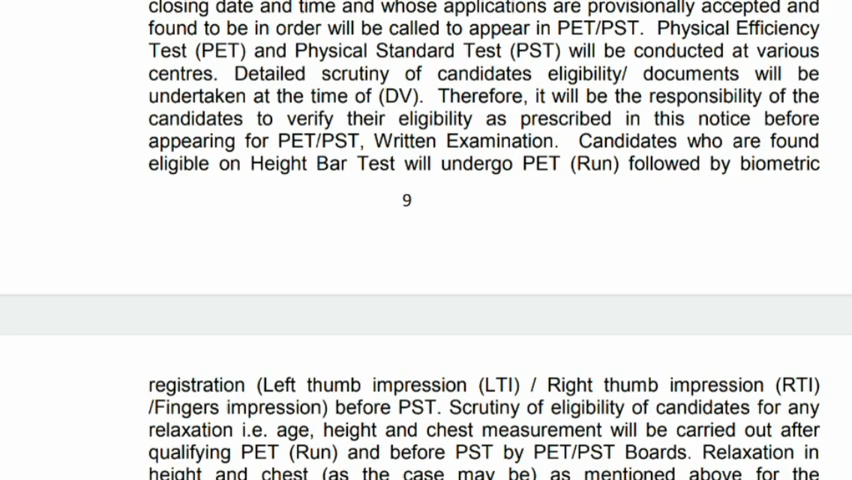 closing date and time and whose applications are provisionally accepted and
found to be in order will be called to appear in PET/PST. Physical Efficiency
Test (PET) and Physical Standard Test (PST) will be conducted at various
centres. Detailed scrutiny of candidates eligibility/ documents will be
undertaken at the time of (DV). Therefore, it will be the responsibility of the
candidates to verify their eligibility as prescribed in this notice before
appearing for PET/PST, Written Examination. Candidates who are found
eligible on Height Bar Test will undergo PET (Run) followed by biometric
9
registration (Left thumb impression (LTI) / Right thumb impression (RTI)
/Fingers impression) before PST. Scrutiny of eligibility of candidates for any
relaxation i.e. age, height and chest measurement will be carried out after
qualifying PET (Run) and before PST by PET/PST Boards. Relaxation in
height and chest (as the case may be) as mentioned above for the